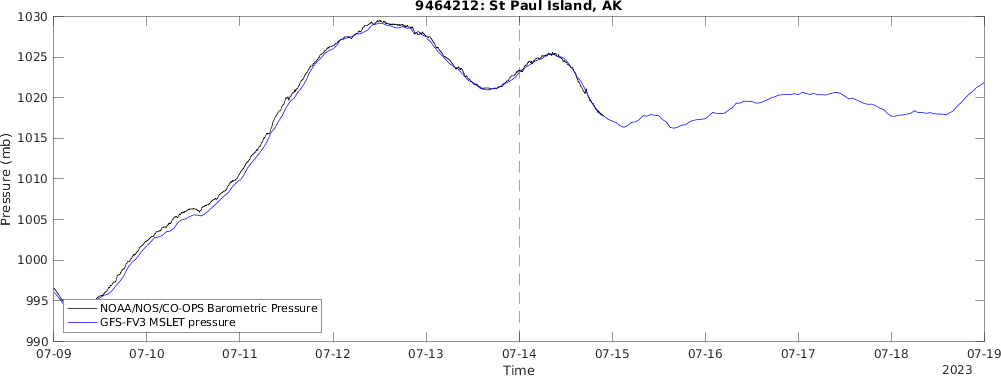 9464212: St Paul Island, AK
1030
1025
1020
1015
1010
1005
1000
995
990
Pressure (mb)
NOAA/NOS/CO-OPS Barometric Pressure
GFS-FV3 MSLET pressure
07-09 07-10 07-11 07-12 07-13 07-14 07-15 07-16 07-17 07-18 07-19
Time
2023